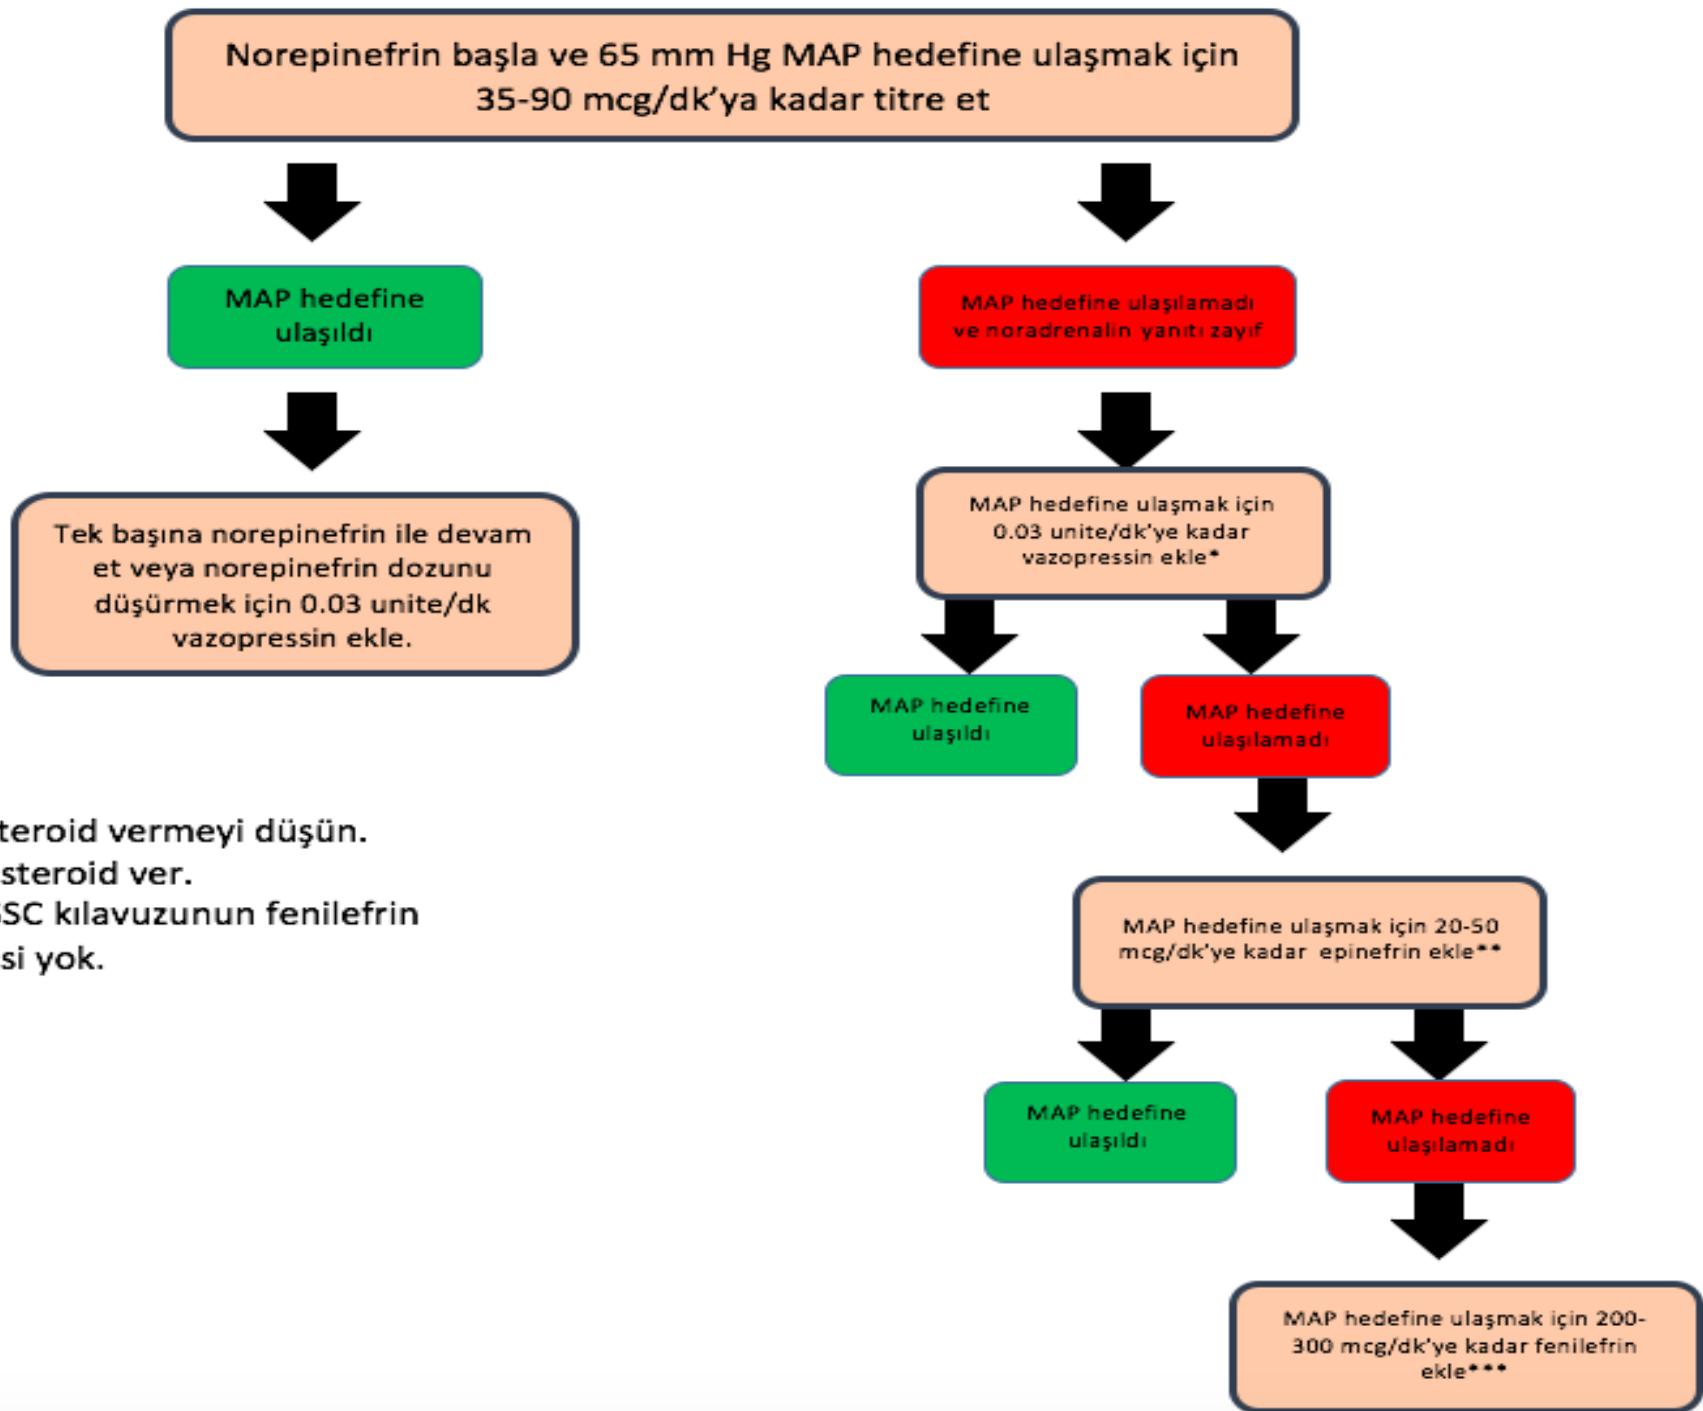 Norepinefrin başla ve 65 mm Hg MAP hedefine ulaşmak için
35-90 mcg/dk’ya kadar titre et
MAP hedefine
ulaşıldı
MAP hedefine ulaşılamadı
ve noradrenalin yanıtı zayıf
Tek başına norepinefrin ile devam
et veya norepinefrin dozunu
düşürmek için 0.03 unite/dk
vazopressin ekle.
MAP hedefine ulaşmak için
0.03 unite/dk’ye kadar
vazopressin ekle*
MAP hedefine
ulaşıldı
MAP hedefine
ulaşılamadı
teroid vermeyi düşün.
steroid ver.
SSC kılavuzunun fenilefrin
si yok.
MAP hedefine ulaşmak için 20-50
mcg/dk’ye kadar epinefrin ekle**
MAP hedefine
ulaşıldı
MAP hedefine
ulaşılamadı
MAP hedefine ulaşmak için 200-
300 mcg/dk’ye kadar fenilefrin
ekle***